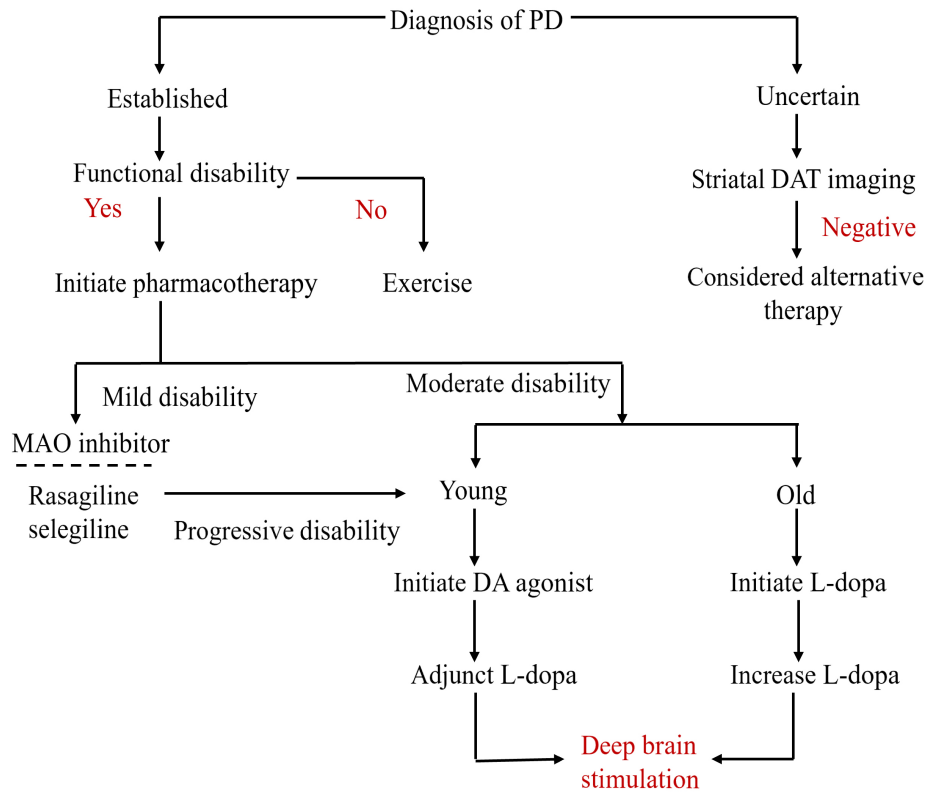 Diagnosis of PD
Established
Uncertain
Functional disability
Striatal DAT imaging
Yes
No
Negative
Initiate pharmacotherapy
Exercise
Considered alternative
therapy
Mild disability
Moderate disability
MAO inhibitor
Rasagiline
selegiline
Progressive disability
Young
Old
Initiate DA agonist
Initiate L-dopa
Adjunct L-dopa
Increase L-dopa
Deep brain
stimulation